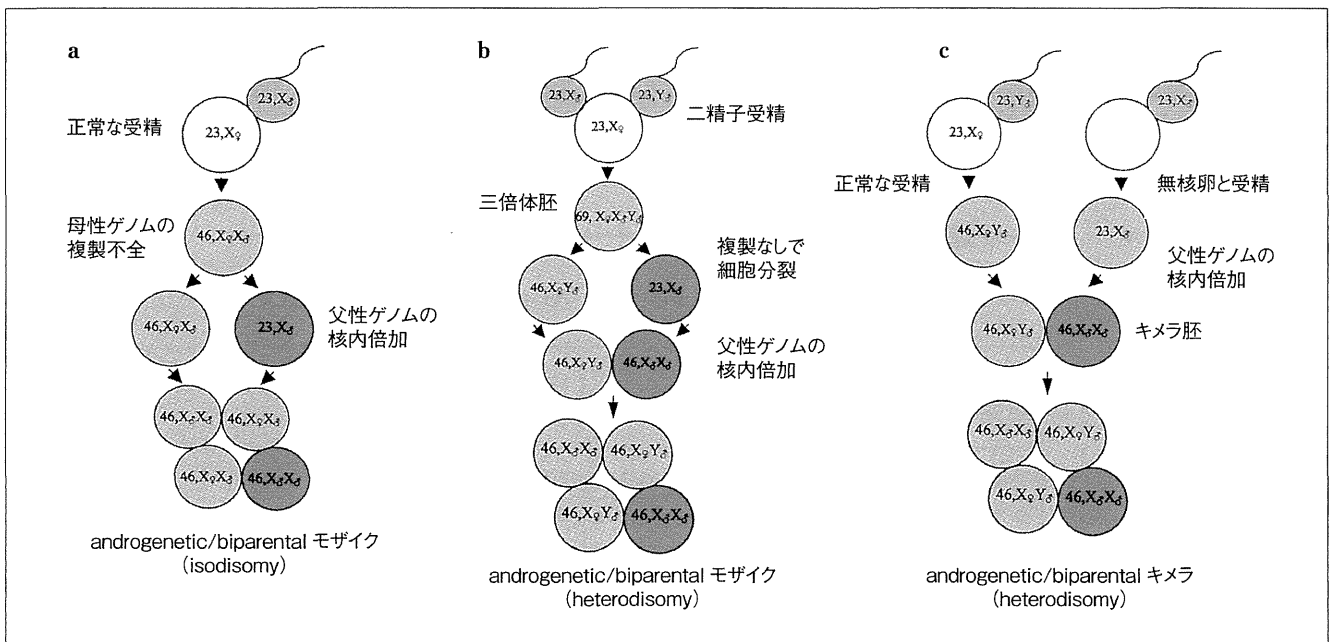 a
23,X♂
正常な受精
23,X♀
母性ゲノムの
複製不全
46,X♀X♂
46,X♀X♂
23,X♂
父性ゲノムの
核内倍加
46,X♂X♂
46,X♀X♂
46,X♀X♂
46,X♂X♂
androgenetic/biparental モザイク
(isodisomy)
b
23,X♂
23,Y♂
二精子受精
23,X♀
三倍体胚
69, X♀X♂Y♂
複製なしで
細胞分裂
46,X♀Y♂
23,X♂
46,X♀Y♂
46,X♂X♂
父性ゲノムの
核内倍加
46,X♂X♂
46,X♀Y♂
46,X♀Y♂
46,X♂X♂
androgenetic/biparental モザイク
(heterodisomy)
c
23,Y♂
23,X♂
23,X♀
正常な受精
無核卵と受精
46,X♀Y♂
23,X♂
父性ゲノムの
核内倍加
46,X♀Y♂
46,X♂X♂
キメラ胚
46,X♂X♂
46,X♀Y♂
46,X♀Y♂
46,X♂X♂
androgenetic/biparental キメラ
(heterodisomy)